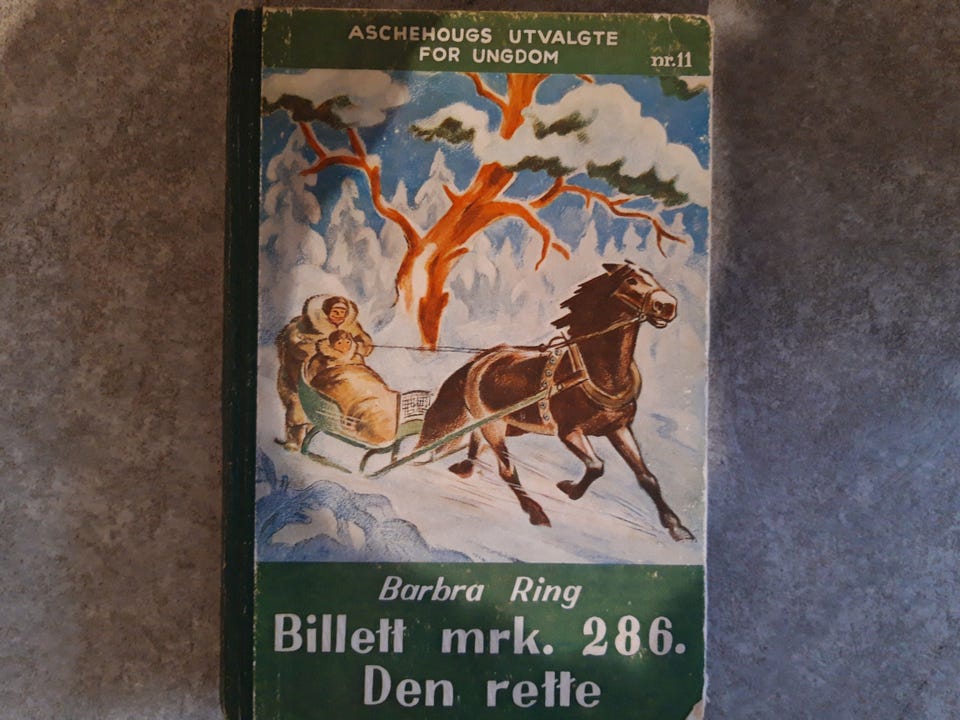 ASCHEHOUGS UTVALGTE
FOR UNGDOM
nr.11
Barbra Ring
Billett mrk. 286.
Den rette